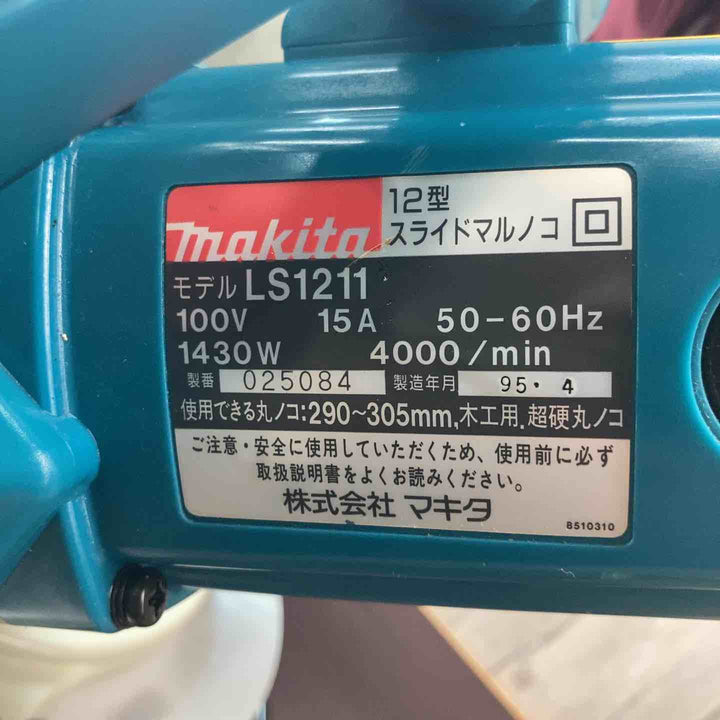 makita
12型
スライドマルノコ
モデル LS1211
100V 15A 50-60Hz
1430W 4000/min
製番 025084 製造年月 95・4
使用できる丸ノコ:290~305mm,木工用.超硬丸ノコ
ご注意・安全に使用していただくため、使用前に必ず
取扱説明書をよくお読みください。
株式会社 マキタ
8510310